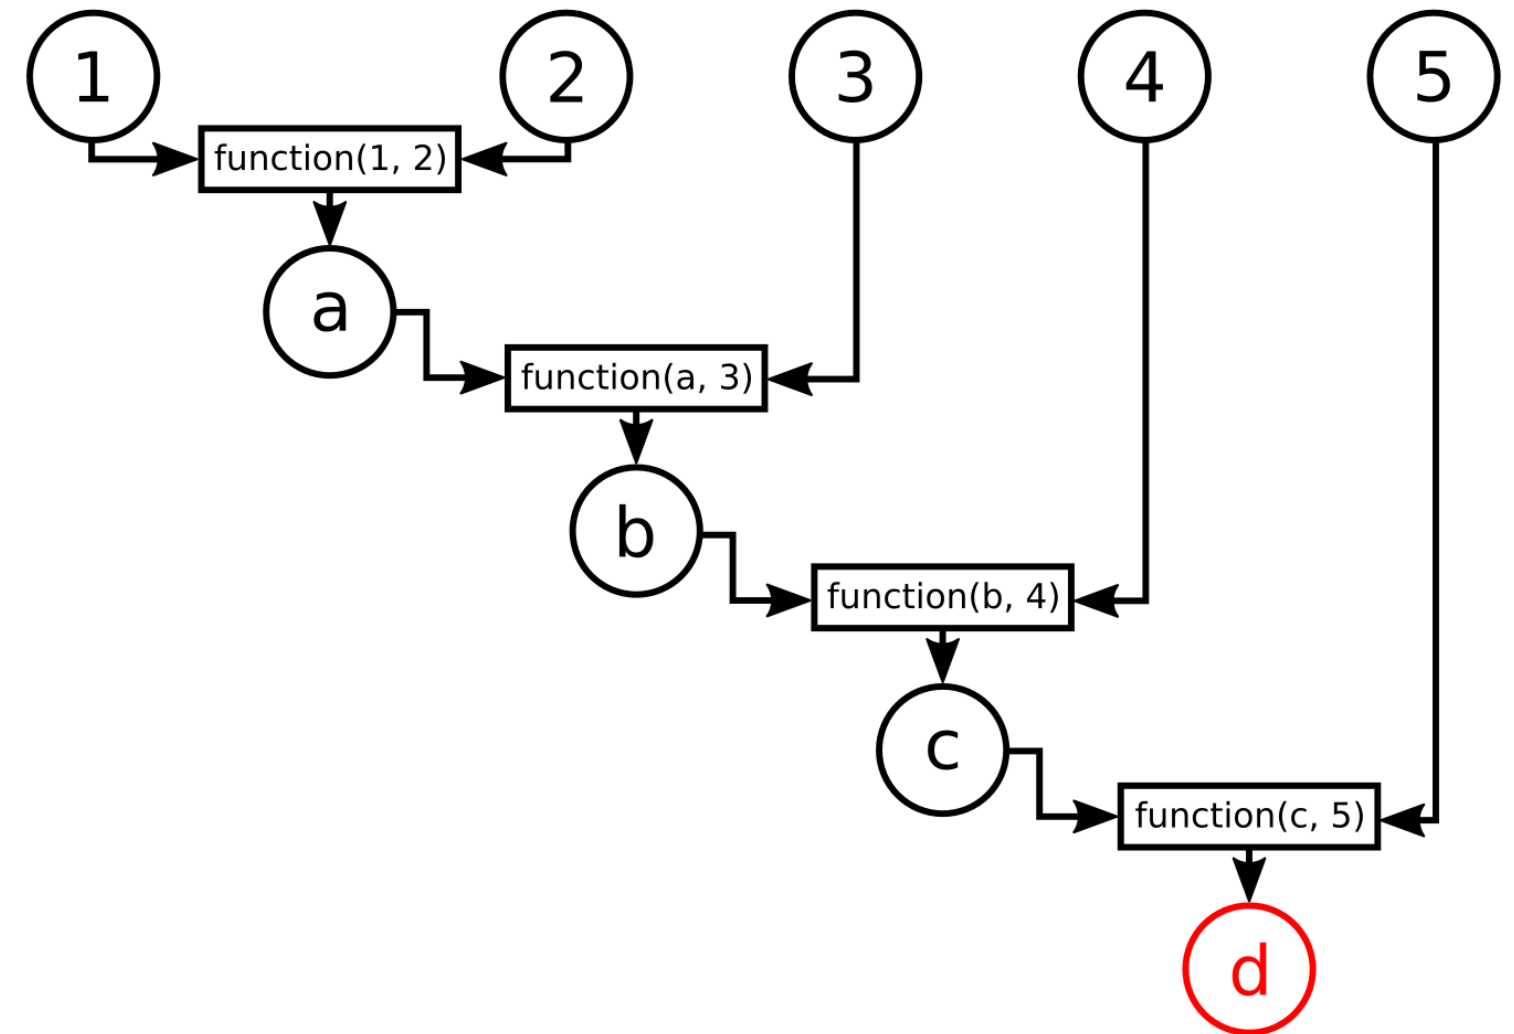 1
2
3
4
5
function(1, 2)
a
function(a, 3)
b
function(b, 4)
c
function(c, 5)
d